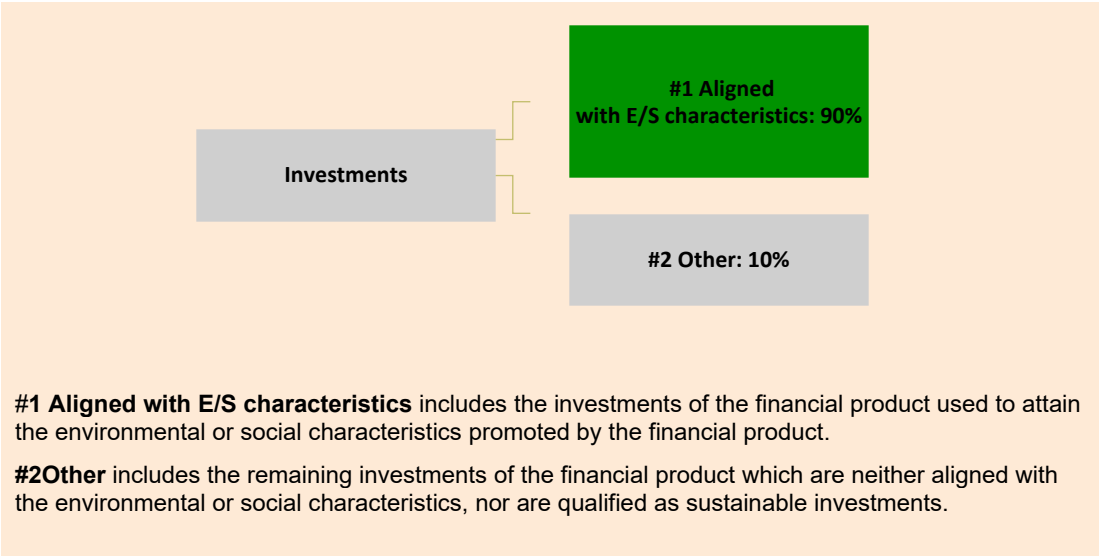 #1 Aligned
with E/S characteristics: 90%
Investments
#2 Other: 10%
#1 Aligned with E/S characteristics includes the investments of the financial product used to attain
the environmental or social characteristics promoted by the financial product.
#2Other includes the remaining investments of the financial product which are neither aligned with
the environmental or social characteristics, nor are qualified as sustainable investments.